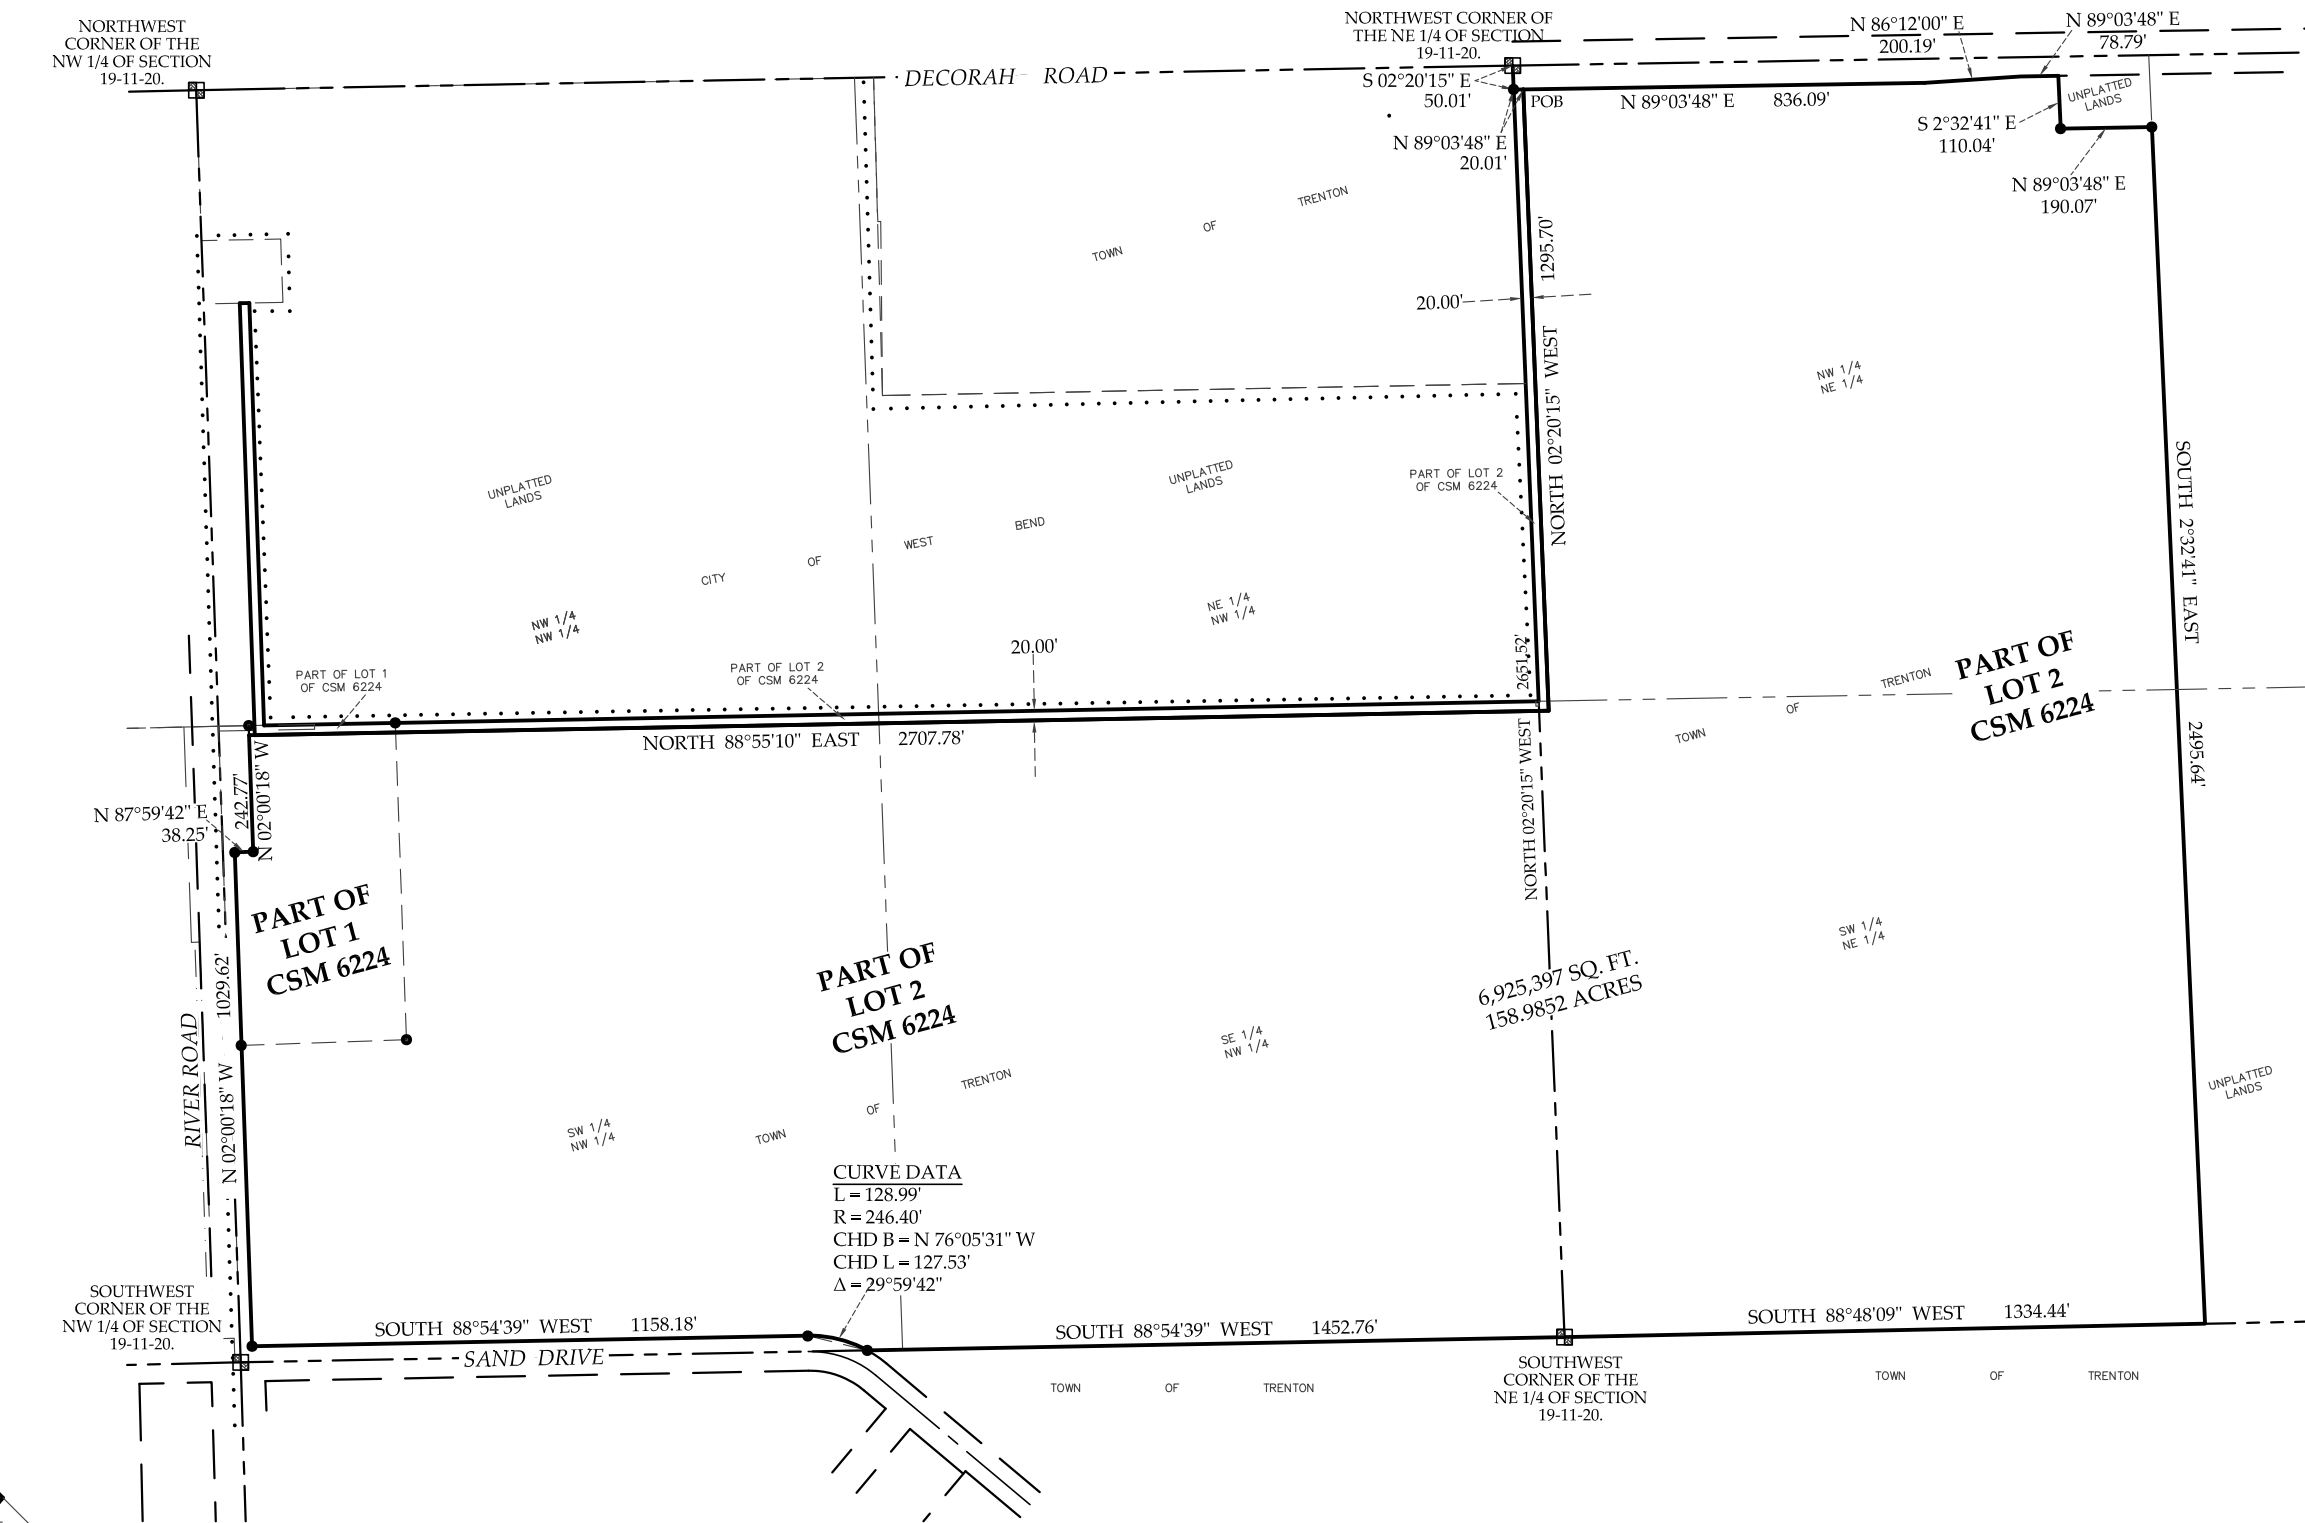 NORTHWEST
CORNER OF THE
NW 1/4 OF SECTION
19-11-20.
DECORAH ROAD
NORTHWEST CORNER OF
THE NE 1/4 OF SECTION
19-11-20.
S 02°20'15" E
50.01'
POB
N 89°03'48" E
20.01'
N 89°03'48" E 836.09'
N 86°12'00" E
200.19'
N 89°03'48" E
78.79'
UNPLATTED
LANDS
S 2°32'41" E
110.04'
N 89°03'48" E
190.07'
TOWN OF TRENTON
20.00'
NORTH 02°20'15" WEST 1295.70'
NW 1/4
NE 1/4
UNPLATTED
LANDS
UNPLATTED
LANDS
PART OF LOT 2
OF CSM 6224
SOUTH 2°32'41" EAST 2495.64'
CITY OF WEST BEND
NW 1/4
NW 1/4
NE 1/4
NW 1/4
20.00'
PART OF LOT 1
OF CSM 6224
PART OF LOT 2
OF CSM 6224
NORTH 02°20'15" WEST 2651.52'
TOWN OF TRENTON
PART OF
LOT 2
CSM 6224
NORTH 88°55'10" EAST 2707.78'
N 02°00'18" W
242.77'
N 87°59'42" E
38.25'
PART OF
LOT 1
CSM 6224
RIVER ROAD
N 02°00'18" W 1029.62'
PART OF
LOT 2
CSM 6224
6,925,397 SQ. FT.
158.9852 ACRES
SW 1/4
NE 1/4
SE 1/4
NW 1/4
SW 1/4
NW 1/4
TOWN OF TRENTON
UNPLATTED
LANDS
CURVE DATA
L = 128.99'
R = 246.40'
CHD B = N 76°05'31" W
CHD L = 127.53'
Δ = 29°59'42"
SOUTHWEST
CORNER OF THE
NW 1/4 OF SECTION
19-11-20.
SOUTH 88°54'39" WEST 1158.18'
SAND DRIVE
SOUTH 88°54'39" WEST 1452.76'
SOUTH 88°48'09" WEST 1334.44'
SOUTHWEST
CORNER OF THE
NE 1/4 OF SECTION
19-11-20.
TOWN OF TRENTON
TOWN OF TRENTON